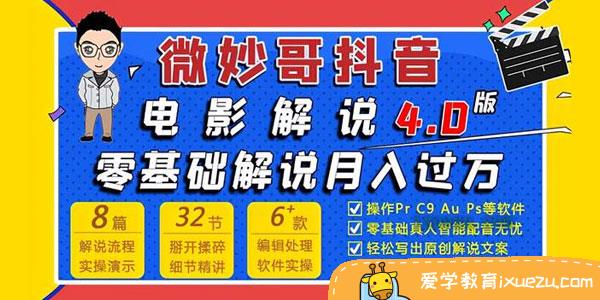 微妙哥抖音
电影解说4.0版
零基础解说月入过万
8篇
解说流程
实操演示
32节
掰开揉碎
细节精讲
6+款
编辑处理
软件实操
操作Pr C9 Au Ps等软件
零基础真人智能配音无忧
轻松写出原创解说文案
爱学教育ixuezu.com